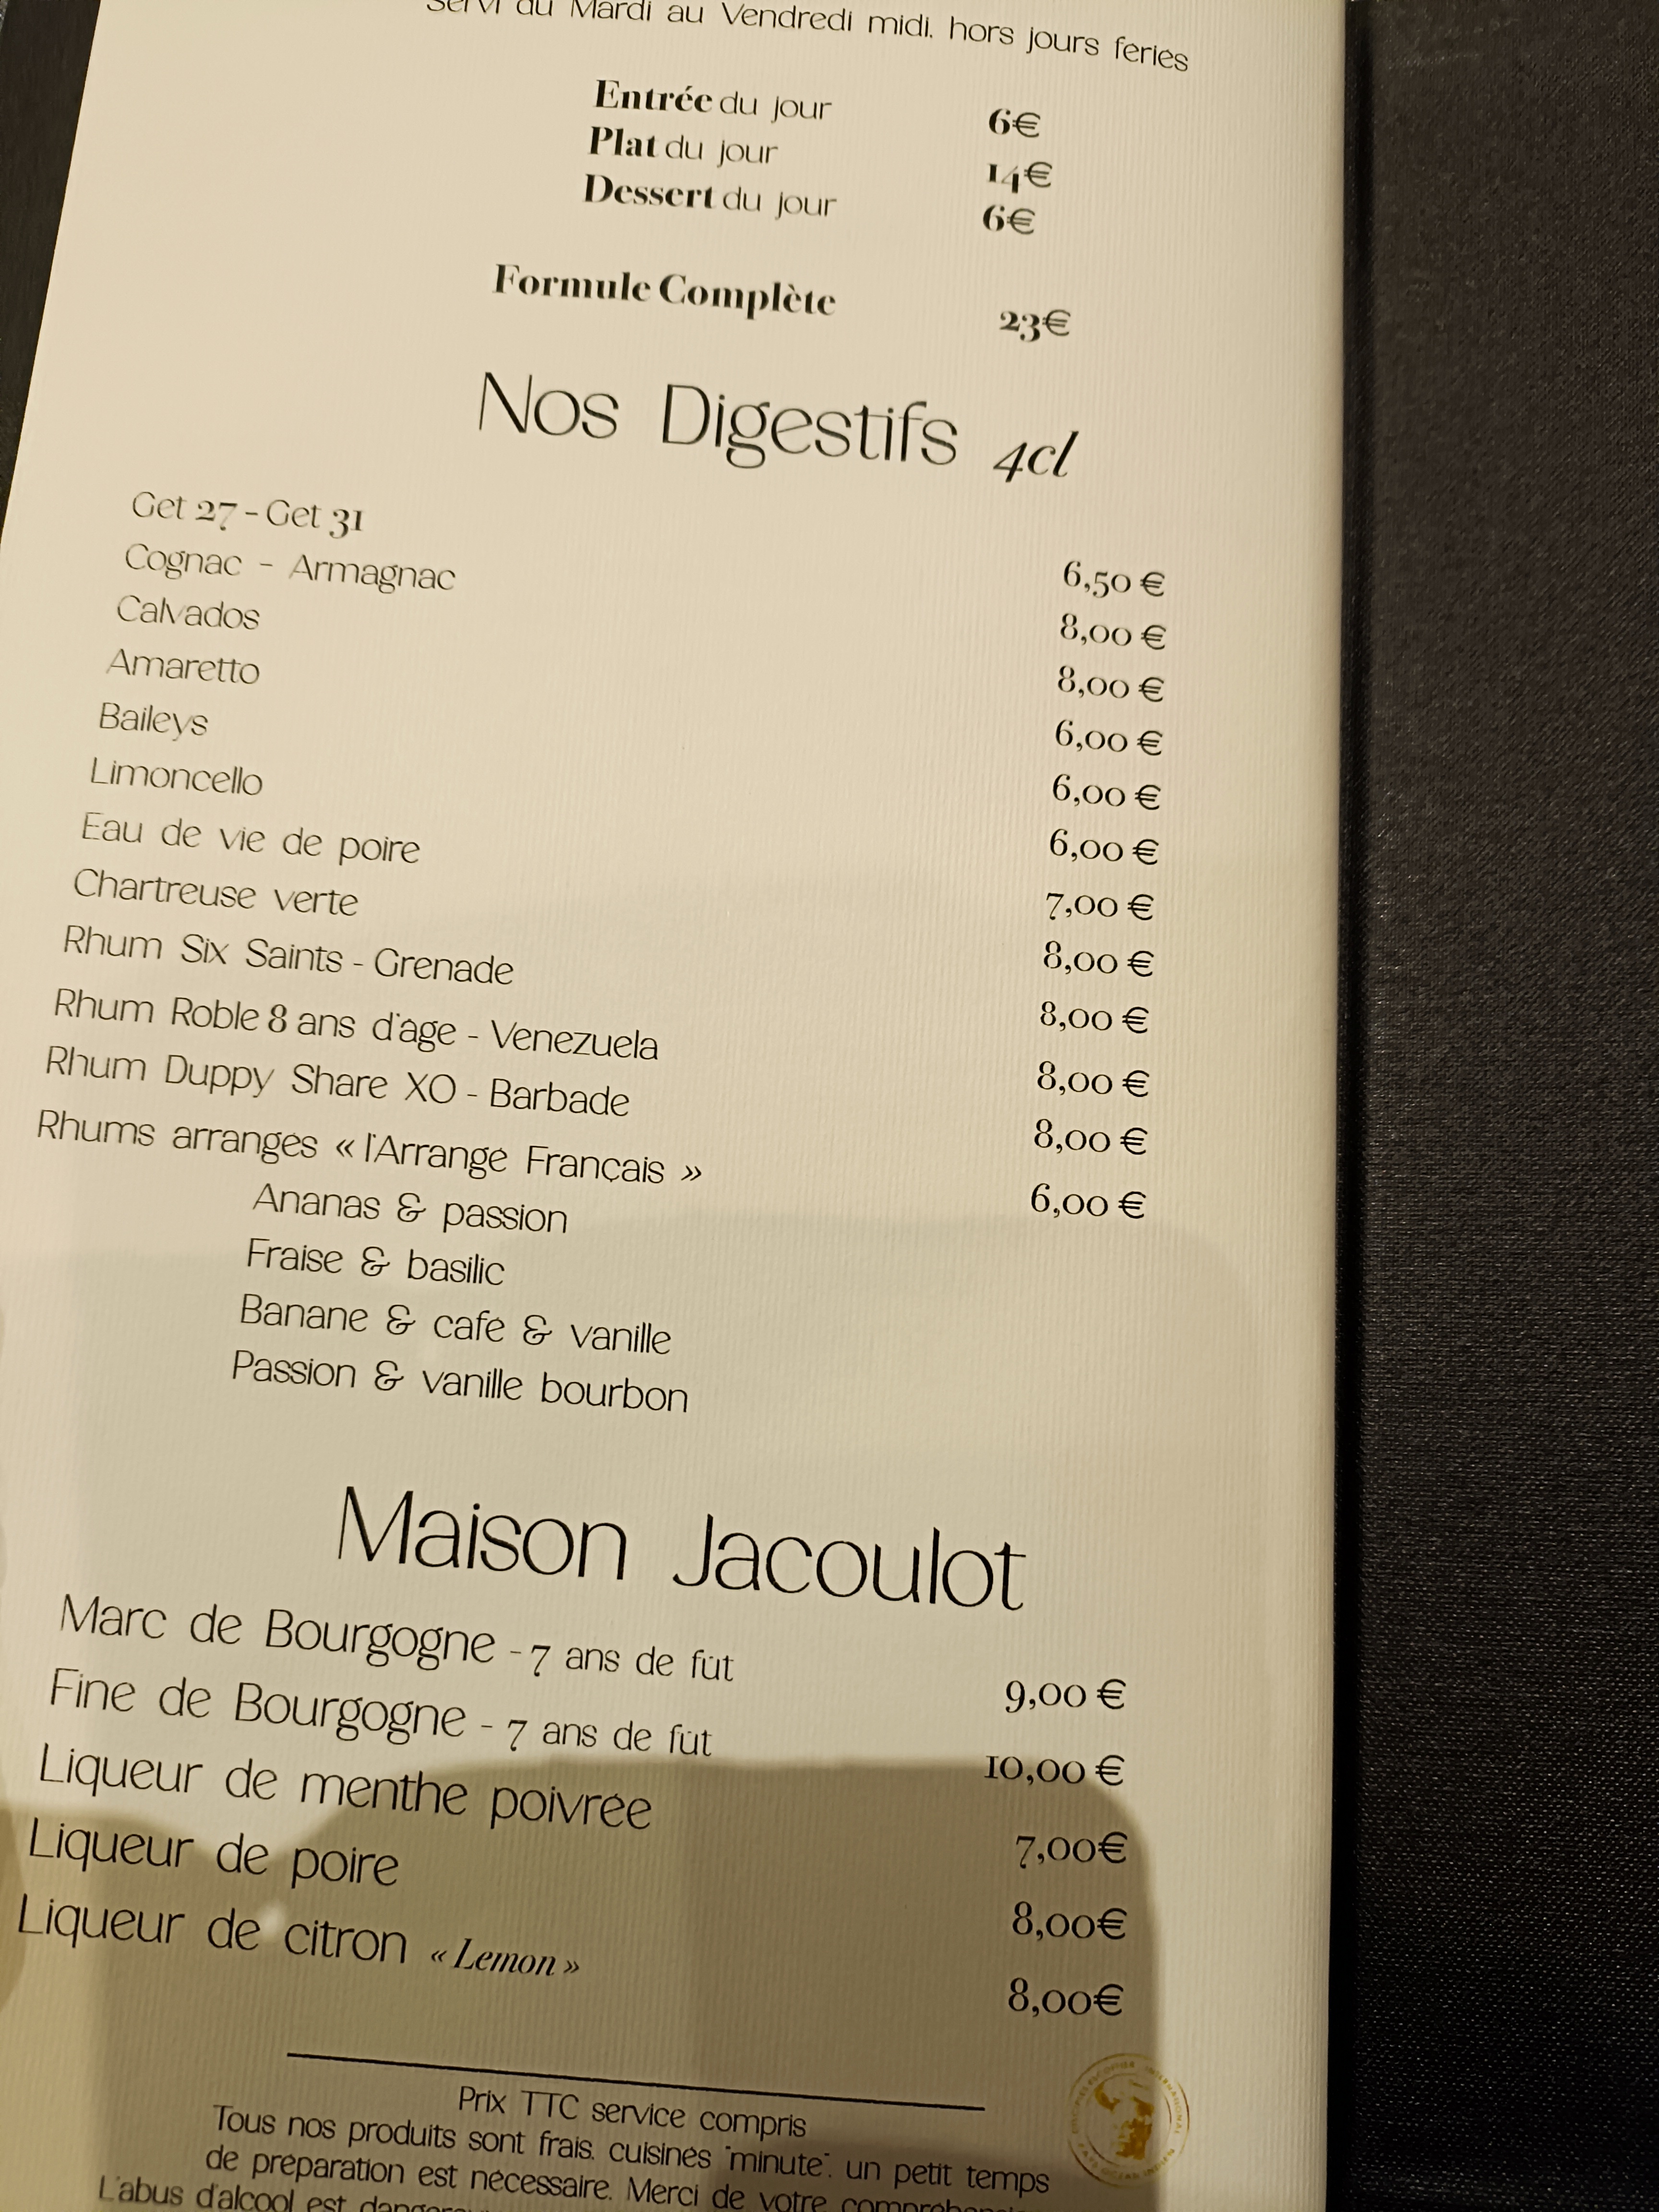 Servi du Mardi au Vendredi midi, hors jours feriés
Entrée du jour 6€
Plat du jour 14€
Dessert du jour 6€
Formule Complète 23€
Nos Digestifs 4cl
Get 27 - Get 31 6,50 €
Cognac - Armagnac 8,00 €
Calvados 8,00 €
Amaretto 6,00 €
Baileys 6,00 €
Limoncello 6,00 €
Eau de vie de poire 7,00 €
Chartreuse verte 8,00 €
Rhum Six Saints - Grenade 8,00 €
Rhum Roble 8 ans d'âge - Venezuela 8,00 €
Rhum Duppy Share XO - Barbade 8,00 €
Rhums arrangés « l'Arrangé Français » 6,00 €
Ananas & passion
Fraise & basilic
Banane & café & vanille
Passion & vanille bourbon
Maison Jacoulot
Marc de Bourgogne - 7 ans de fût 9,00 €
Fine de Bourgogne - 7 ans de fût 10,00 €
Liqueur de menthe poivrée 7,00€
Liqueur de poire 8,00€
Liqueur de citron « Lemon » 8,00€
Prix TTC service compris
Tous nos produits sont frais, cuisinés "minute", un petit temps
de préparation est nécessaire. Merci de votre
L'abus d'alcool est